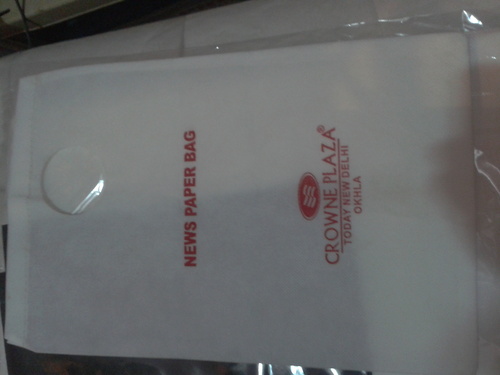 NEWS PAPER BAG
CROWNE PLAZA®
TODAY NEW DELHI
OKHLA